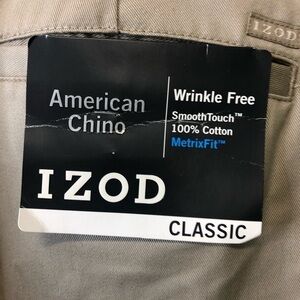 IZOD
American
Chino
Wrinkle Free
SmoothTouch™
100% Cotton
MetrixFit™
IZOD
CLASSIC